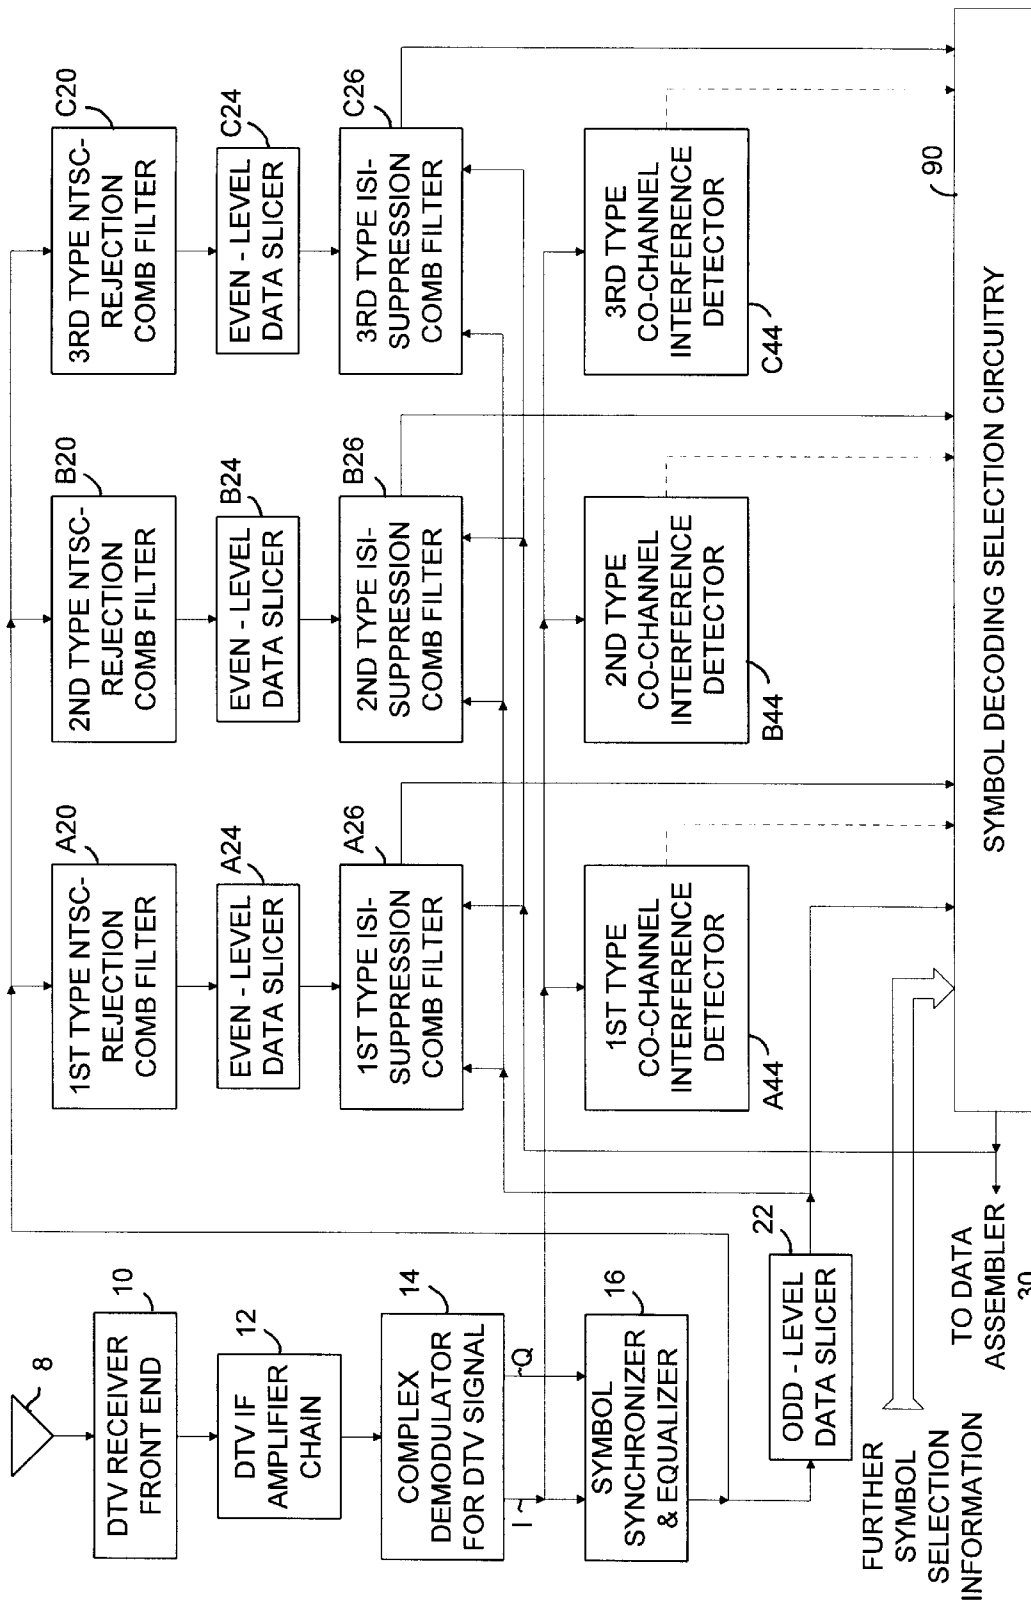 8
10
DTV RECEIVER
FRONT END
12
DTV IF
AMPLIFIER
CHAIN
14
COMPLEX
DEMODULATOR
FOR DTV SIGNAL
I
Q
16
SYMBOL
SYNCHRONIZER
& EQUALIZER
22
ODD - LEVEL
DATA SLICER
FURTHER
SYMBOL
SELECTION
INFORMATION
TO DATA
ASSEMBLER
30
A20
1ST TYPE NTSC-
REJECTION
COMB FILTER
A24
EVEN - LEVEL
DATA SLICER
A26
1ST TYPE ISI-
SUPPRESSION
COMB FILTER
1ST TYPE
CO-CHANNEL
INTERFERENCE
DETECTOR
A44
B20
2ND TYPE NTSC-
REJECTION
COMB FILTER
B24
EVEN - LEVEL
DATA SLICER
B26
2ND TYPE ISI-
SUPPRESSION
COMB FILTER
2ND TYPE
CO-CHANNEL
INTERFERENCE
DETECTOR
B44
C20
3RD TYPE NTSC-
REJECTION
COMB FILTER
C24
EVEN - LEVEL
DATA SLICER
C26
3RD TYPE ISI-
SUPPRESSION
COMB FILTER
3RD TYPE
CO-CHANNEL
INTERFERENCE
DETECTOR
C44
90
SYMBOL DECODING SELECTION CIRCUITRY